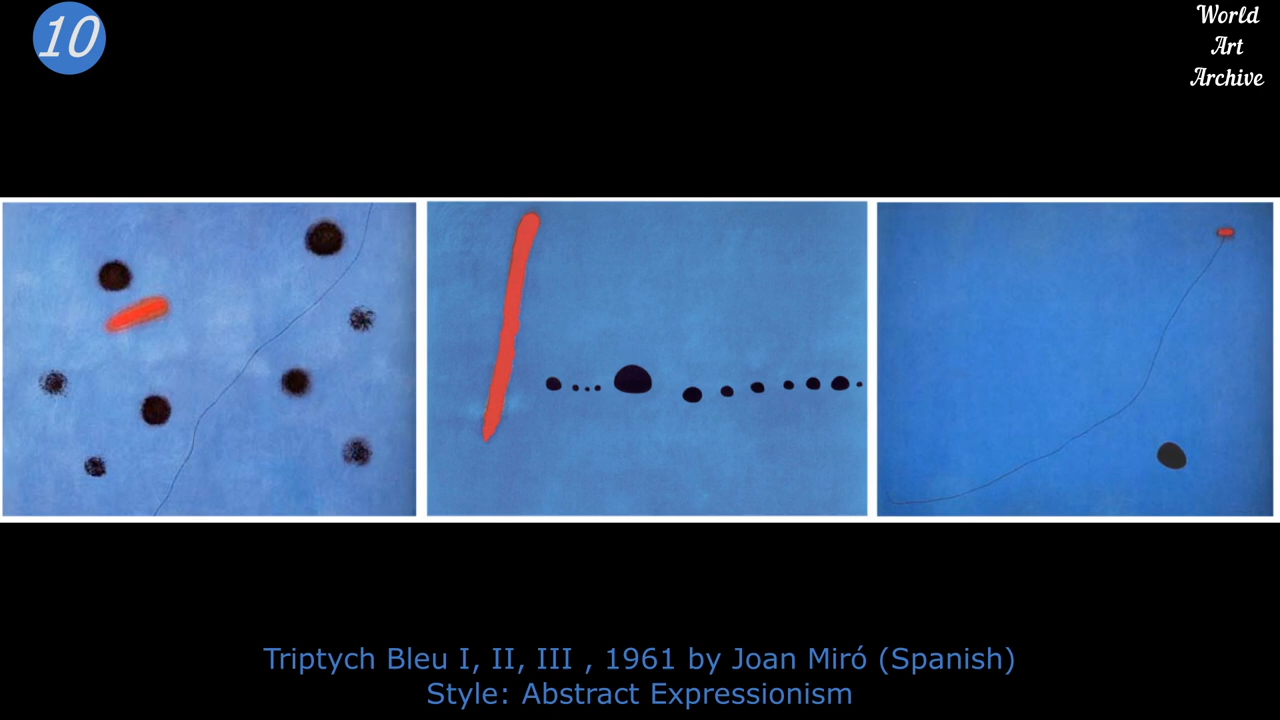 10
World
Art
Archive
Triptych Bleu I, II, III , 1961 by Joan Miró (Spanish)
Style: Abstract Expressionism